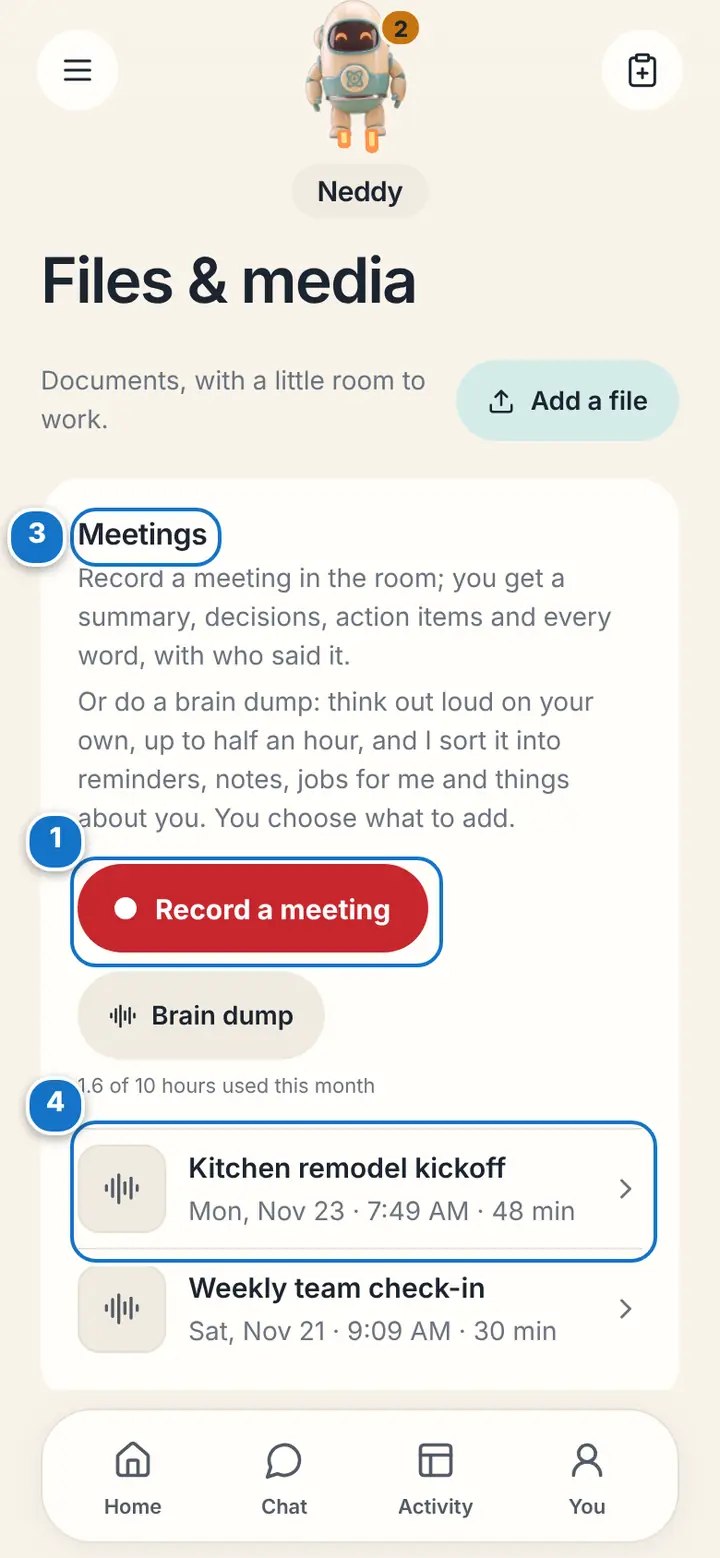 2
Neddy
Files & media
Documents, with a little room to
work.
Add a file
3
Meetings
Record a meeting in the room; you get a
summary, decisions, action items and every
word, with who said it.
Or do a brain dump: think out loud on your
own, up to half an hour, and I sort it into
reminders, notes, jobs for me and things
about you. You choose what to add.
1
Record a meeting
Brain dump
1.6 of 10 hours used this month
4
Kitchen remodel kickoff
Mon, Nov 23 · 7:49 AM · 48 min
Weekly team check-in
Sat, Nov 21 · 9:09 AM · 30 min
Home
Chat
Activity
You